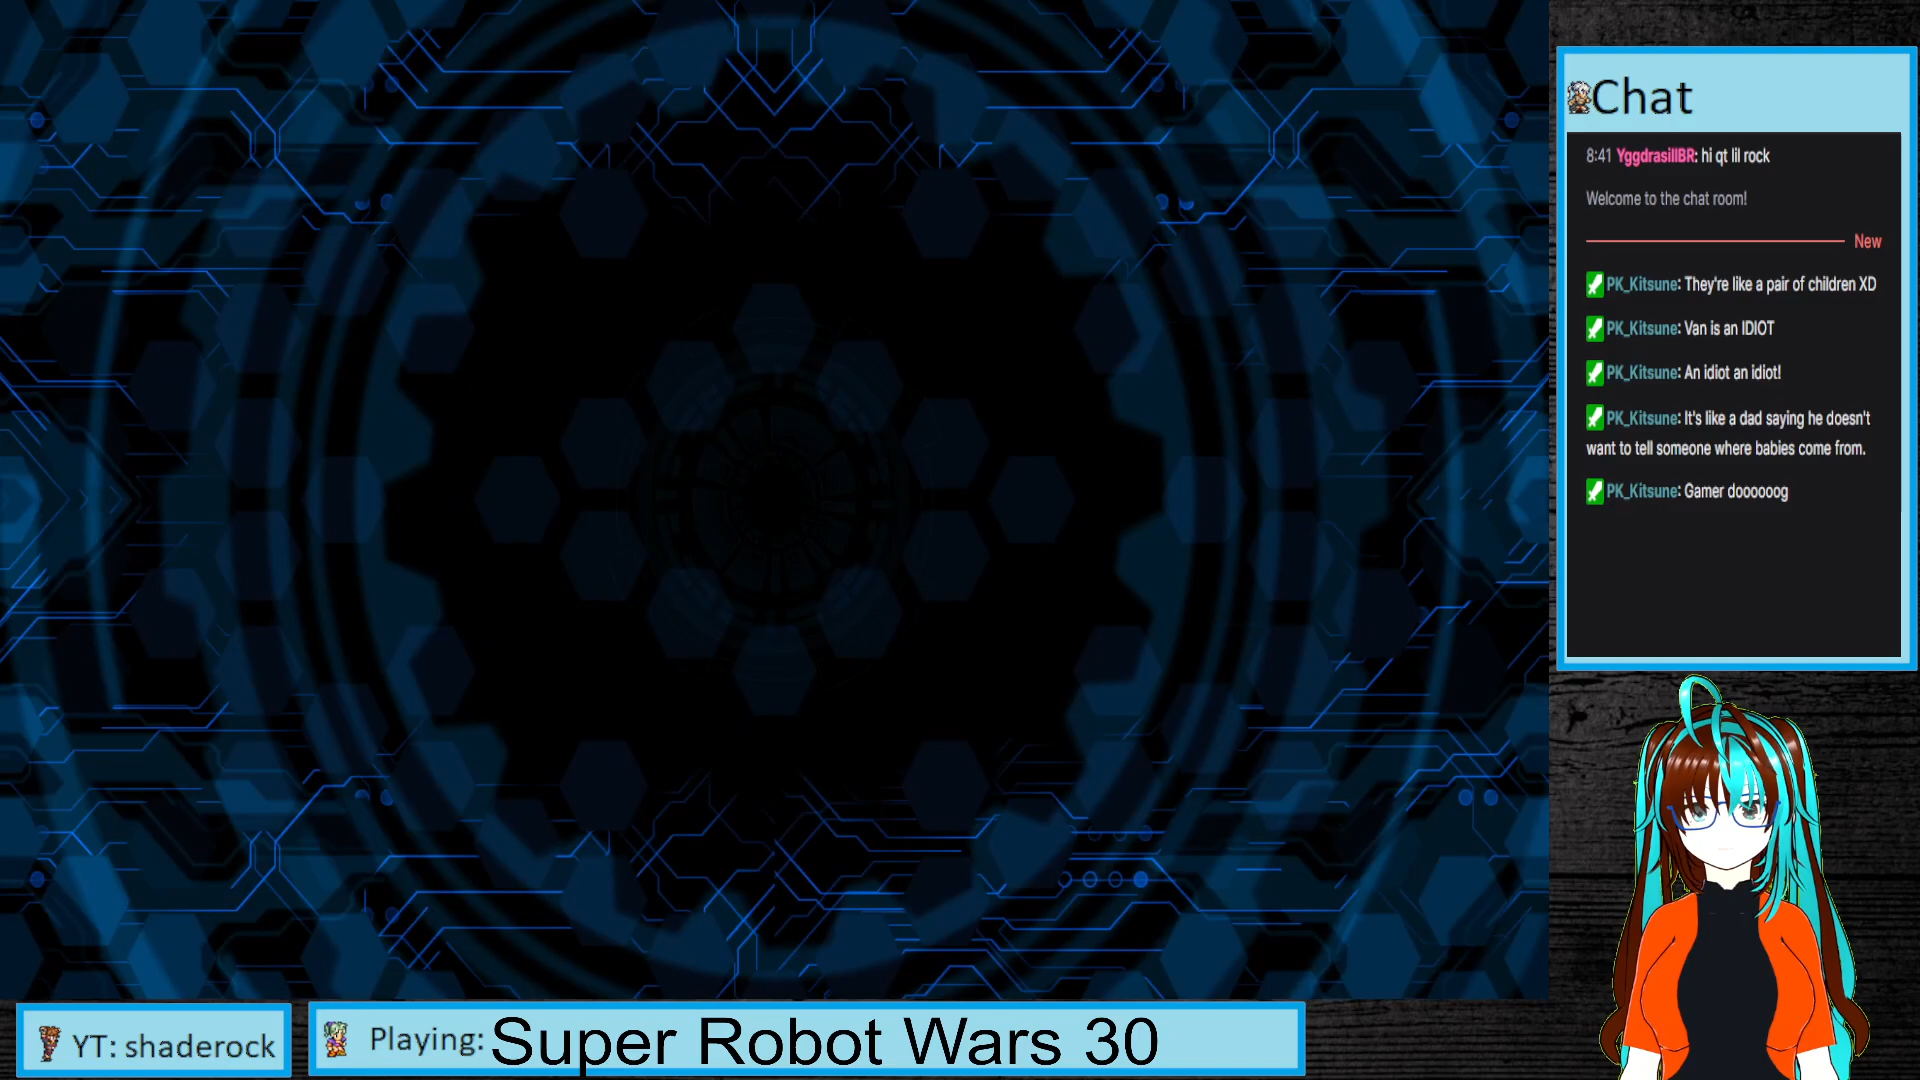 Chat
8:41 YggdrasillBR: hi qt lil rock
Welcome to the chat room!
New
PK_Kitsune: They're like a pair of children XD
PK_Kitsune: Van is an IDIOT
PK_Kitsune: An idiot an idiot!
PK_Kitsune: It's like a dad saying he doesn't
want to tell someone where babies come from.
PK_Kitsune: Gamer doooooog
YT: shaderock
Playing: Super Robot Wars 30